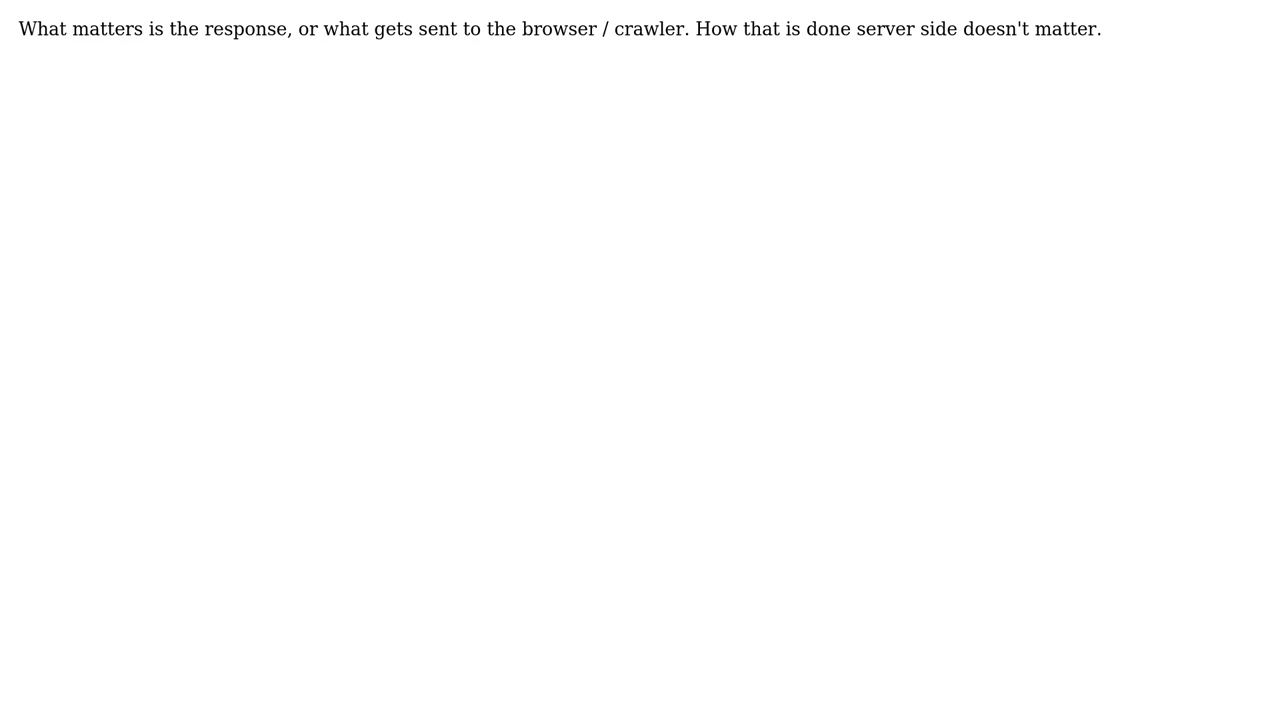 What matters is the response, or what gets sent to the browser / crawler. How that is done server side doesn't matter.